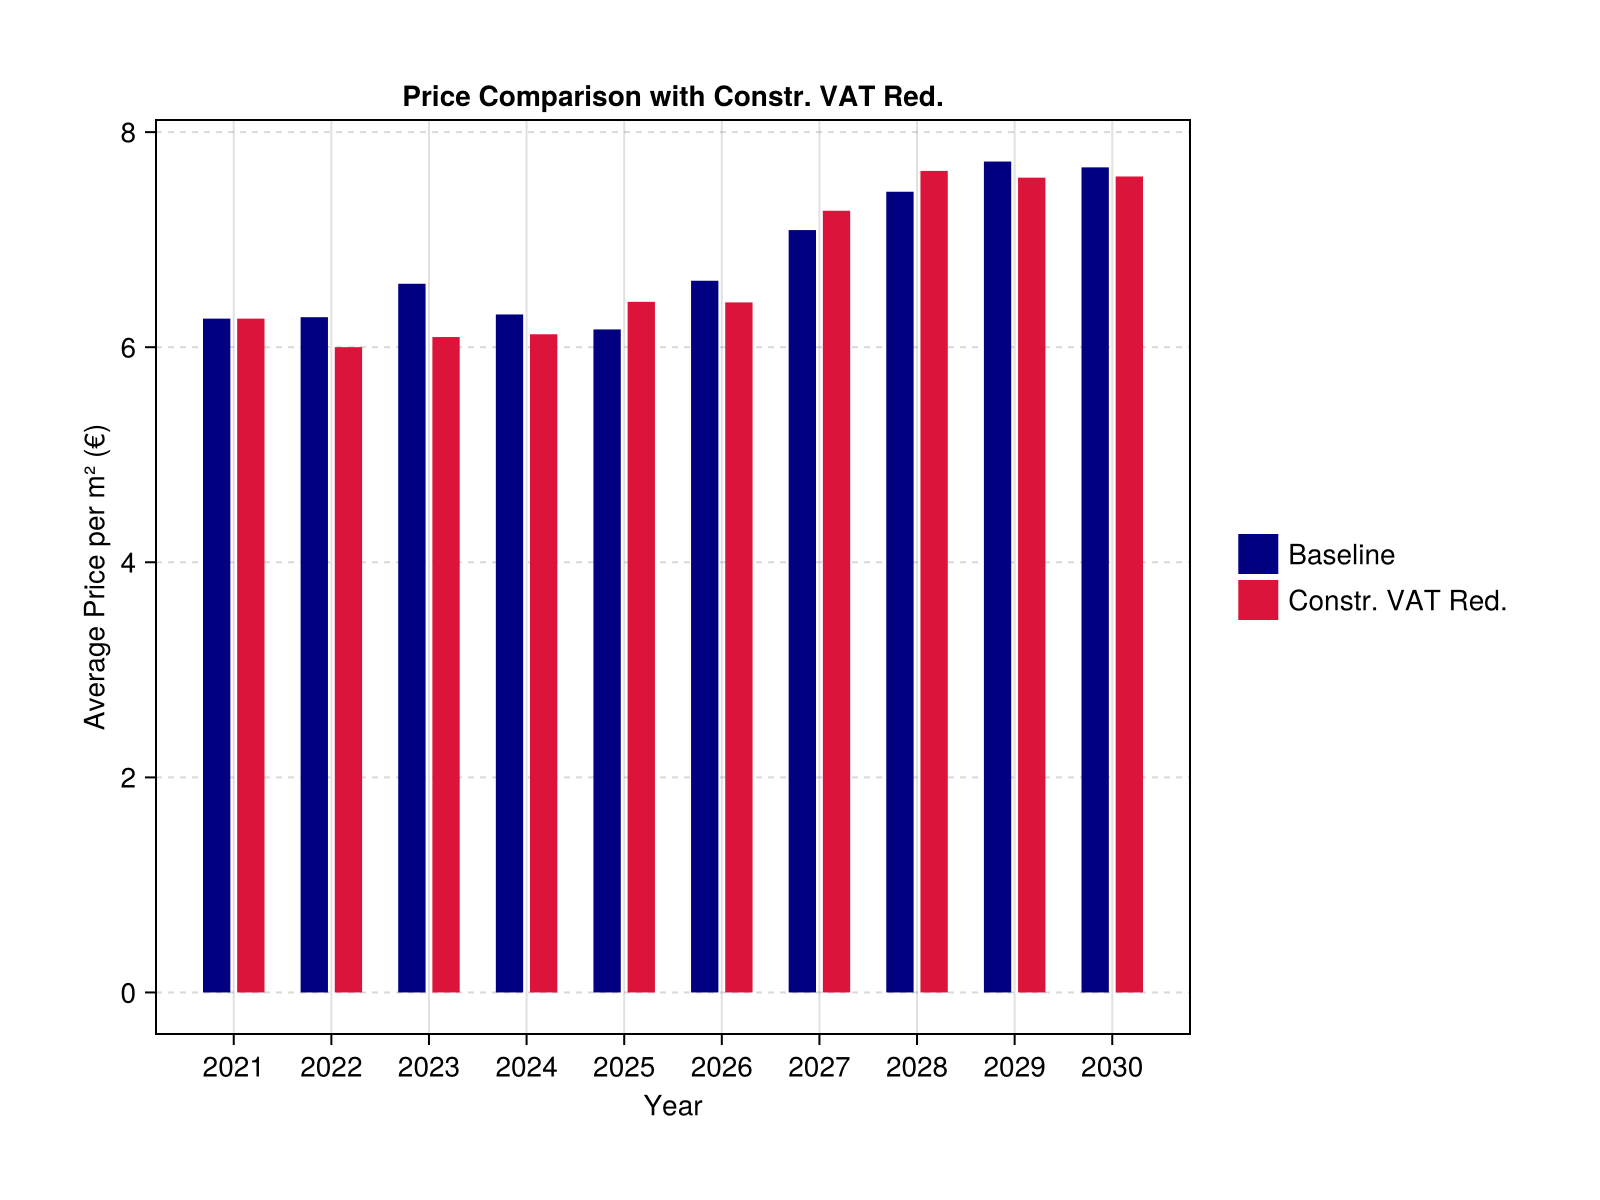 Price Comparison with Constr. VAT Red.
8
6
4
2
0
Average Price per m² (€)
2021 2022 2023 2024 2025 2026 2027 2028 2029 2030
Year
Baseline
Constr. VAT Red.